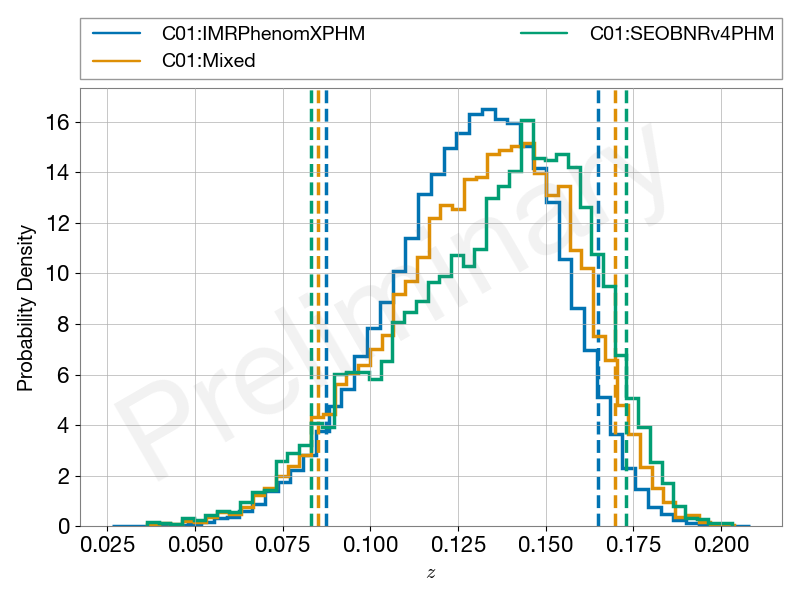 C01:IMRPhenomXPHM
C01:Mixed
C01:SEOBNRv4PHM
Preliminary
Probability Density
16
14
12
10
8
6
4
2
0
0.025 0.050 0.075 0.100 0.125 0.150 0.175 0.200
z